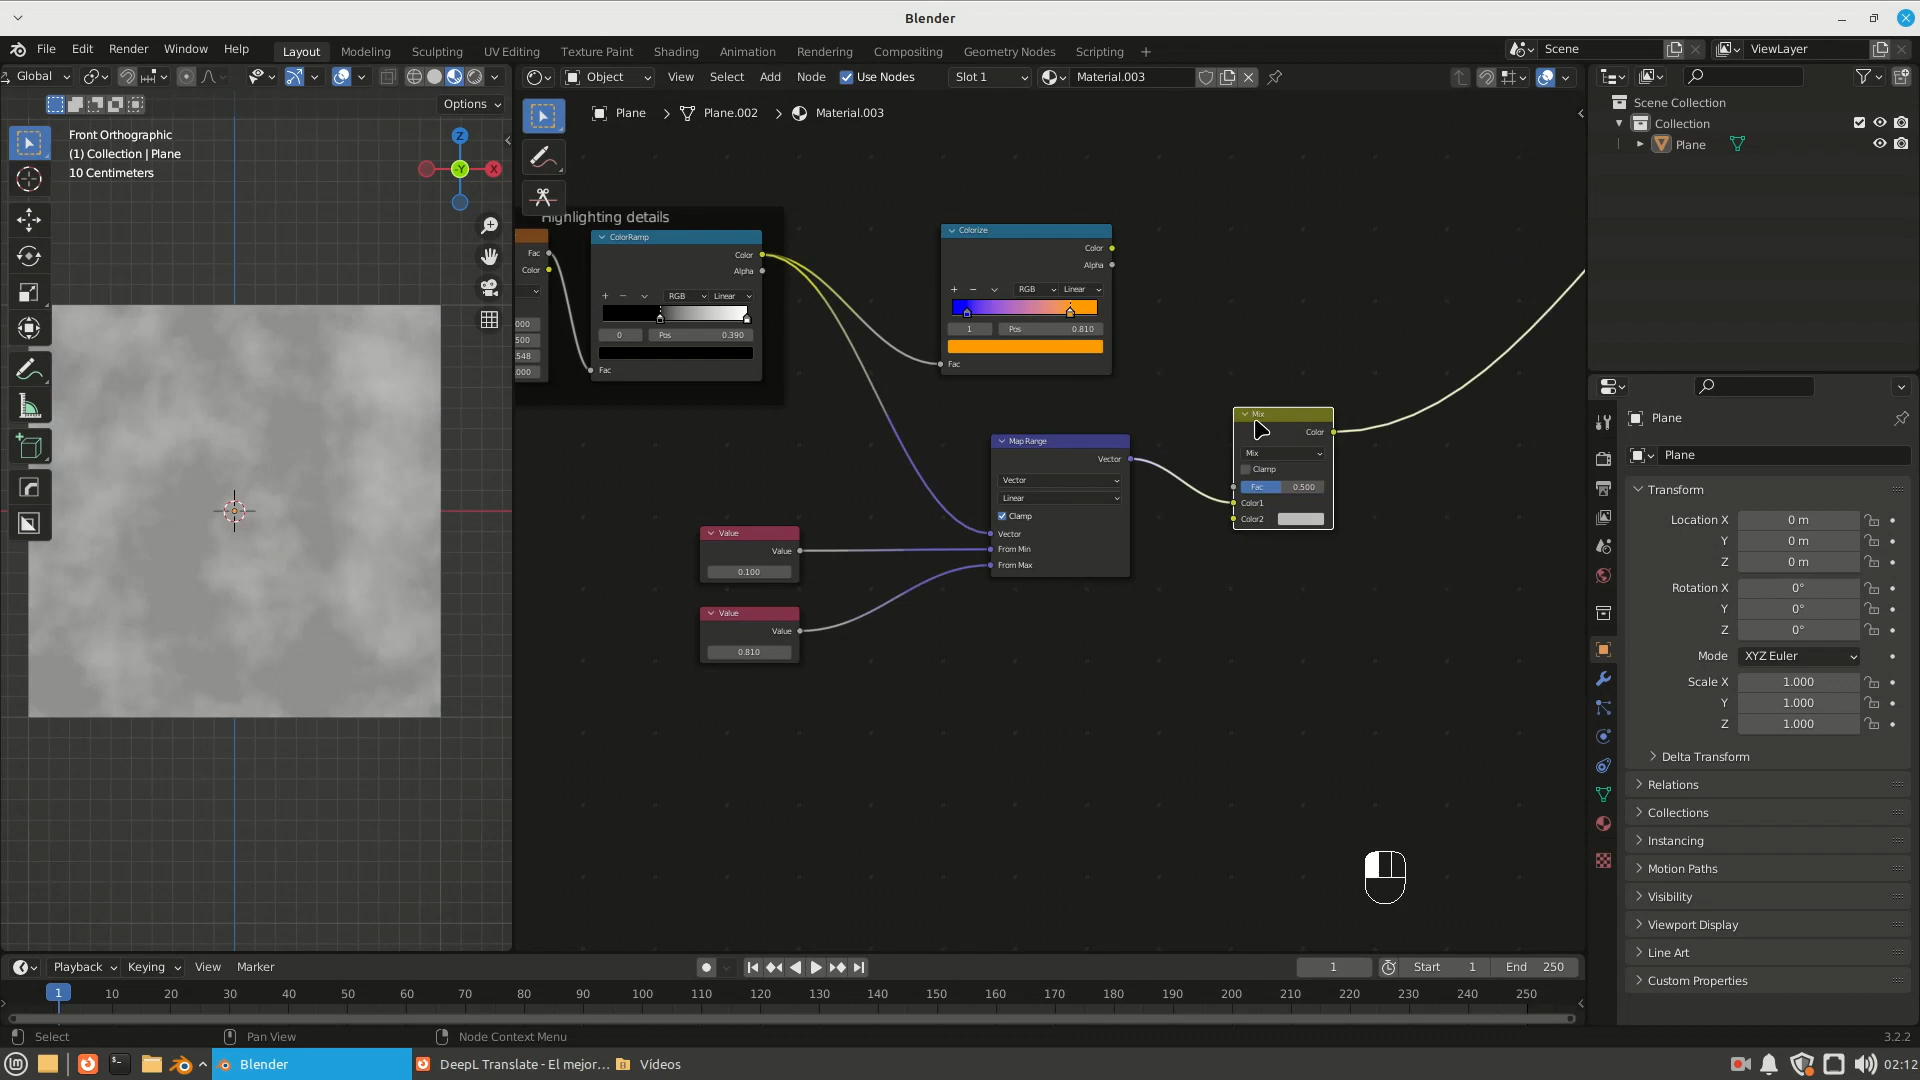 Blender
File Edit Render Window Help Layout Modeling Sculpting UV Editing Texture Paint Shading Animation Rendering Compositing Geometry Nodes Scripting + Scene ViewLayer
Global Object View Select Add Node Use Nodes Slot 1 Material.003
Options
Plane > Plane.002 > Material.003
Front Orthographic
(1) Collection | Plane
10 Centimeters
Z
X
-Y
Highlighting details
Fac
Color
000
500
548
000
ColorRamp
Color
Alpha
RGB Linear
0 Pos 0.390
Fac
Colorize
Color
Alpha
RGB Linear
1 Pos 0.810
Fac
Map Range
Vector
Vector
Linear
Clamp
Vector
From Min
From Max
Value
Value
0.100
Value
Value
0.810
Mix
Color
Mix
Clamp
Fac 0.500
Color1
Color2
Scene Collection
Collection
Plane
Plane
Plane
Transform
Location X 0 m
Y 0 m
Z 0 m
Rotation X 0°
Y 0°
Z 0°
Mode XYZ Euler
Scale X 1.000
Y 1.000
Z 1.000
Delta Transform
Relations
Collections
Instancing
Motion Paths
Visibility
Viewport Display
Line Art
Custom Properties
Playback Keying View Marker 1 Start 1 End 250
1 10 20 30 40 50 60 70 80 90 100 110 120 130 140 150 160 170 180 190 200 210 220 230 240 250
Select Pan View Node Context Menu 3.2.2
Blender DeepL Translate - El mejor... Vídeos 02:12